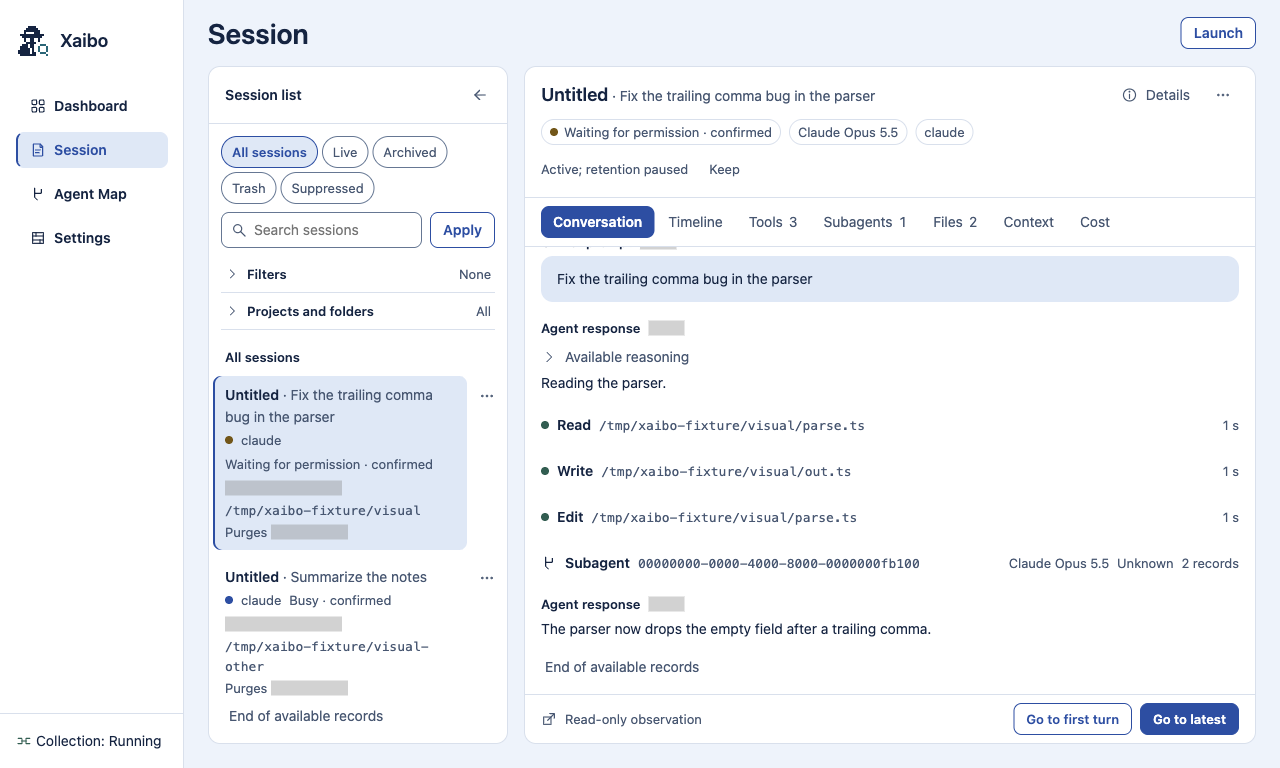 Xaibo
Dashboard
Session
Agent Map
Settings
Collection: Running
Session
Launch
Session list
All sessions
Live
Archived
Trash
Suppressed
Search sessions
Apply
Filters
None
Projects and folders
All
All sessions
Untitled · Fix the trailing comma
bug in the parser
claude
Waiting for permission · confirmed
/tmp/xaibo-fixture/visual
Purges
Untitled · Summarize the notes
claude Busy · confirmed
/tmp/xaibo-fixture/visual-
other
Purges
End of available records
Untitled · Fix the trailing comma bug in the parser
Details
Waiting for permission · confirmed
Claude Opus 5.5
claude
Active; retention paused
Keep
Conversation
Timeline
Tools 3
Subagents 1
Files 2
Context
Cost
Fix the trailing comma bug in the parser
Agent response
Available reasoning
Reading the parser.
Read /tmp/xaibo-fixture/visual/parse.ts 1 s
Write /tmp/xaibo-fixture/visual/out.ts 1 s
Edit /tmp/xaibo-fixture/visual/parse.ts 1 s
Subagent 00000000-0000-4000-8000-0000000fb100 Claude Opus 5.5 Unknown 2 records
Agent response
The parser now drops the empty field after a trailing comma.
End of available records
Read-only observation
Go to first turn
Go to latest